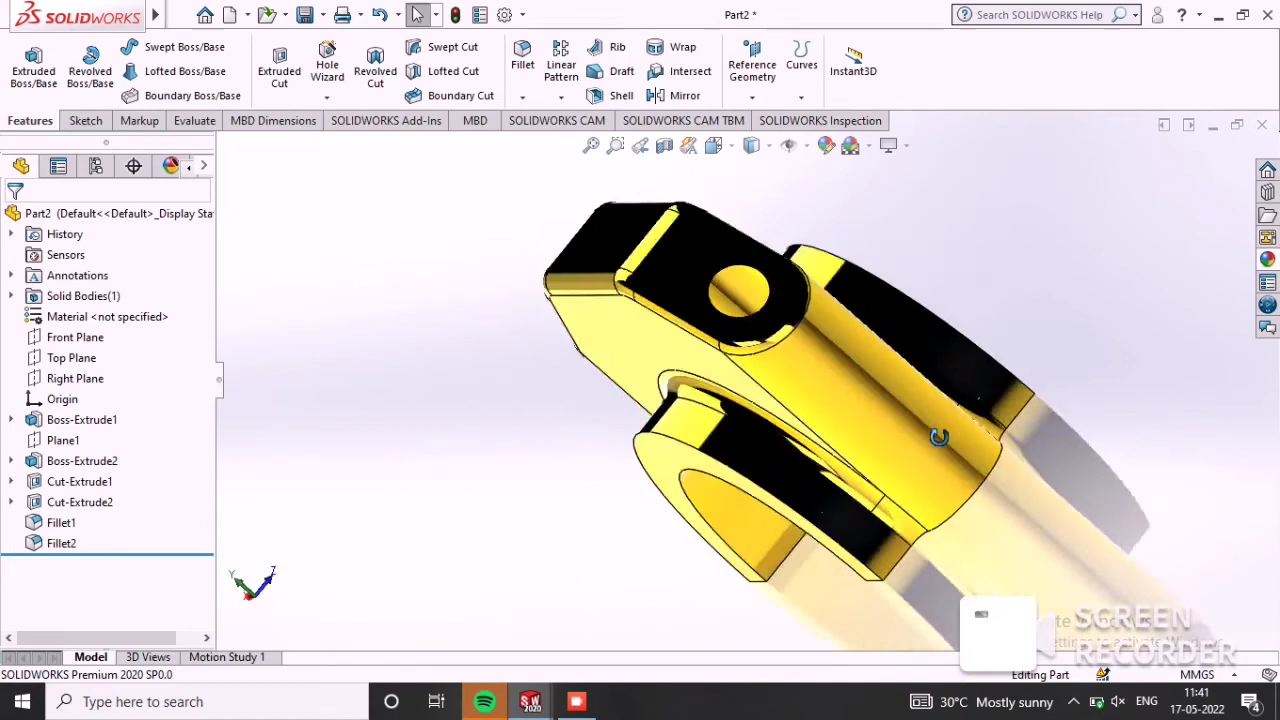 SOLIDWORKS
Part2 *
Search SOLIDWORKS Help
Extruded Boss/Base
Revolved Boss/Base
Swept Boss/Base
Lofted Boss/Base
Boundary Boss/Base
Extruded Cut
Hole Wizard
Revolved Cut
Swept Cut
Lofted Cut
Boundary Cut
Fillet
Linear Pattern
Rib
Draft
Shell
Wrap
Intersect
Mirror
Reference Geometry
Curves
Instant3D
Features Sketch Markup Evaluate MBD Dimensions SOLIDWORKS Add-Ins MBD SOLIDWORKS CAM SOLIDWORKS CAM TBM SOLIDWORKS Inspection
Part2 (Default<<Default>_Display Sta
History
Sensors
Annotations
Solid Bodies(1)
Material <not specified>
Front Plane
Top Plane
Right Plane
Origin
Boss-Extrude1
Plane1
Boss-Extrude2
Cut-Extrude1
Cut-Extrude2
Fillet1
Fillet2
Y Z
SCREEN
RECORDER
Model 3D Views Motion Study 1
SOLIDWORKS Premium 2020 SP0.0
Editing Part
MMGS
Type here to search
SW
2020
30°C Mostly sunny
ENG
11:41
17-05-2022
4